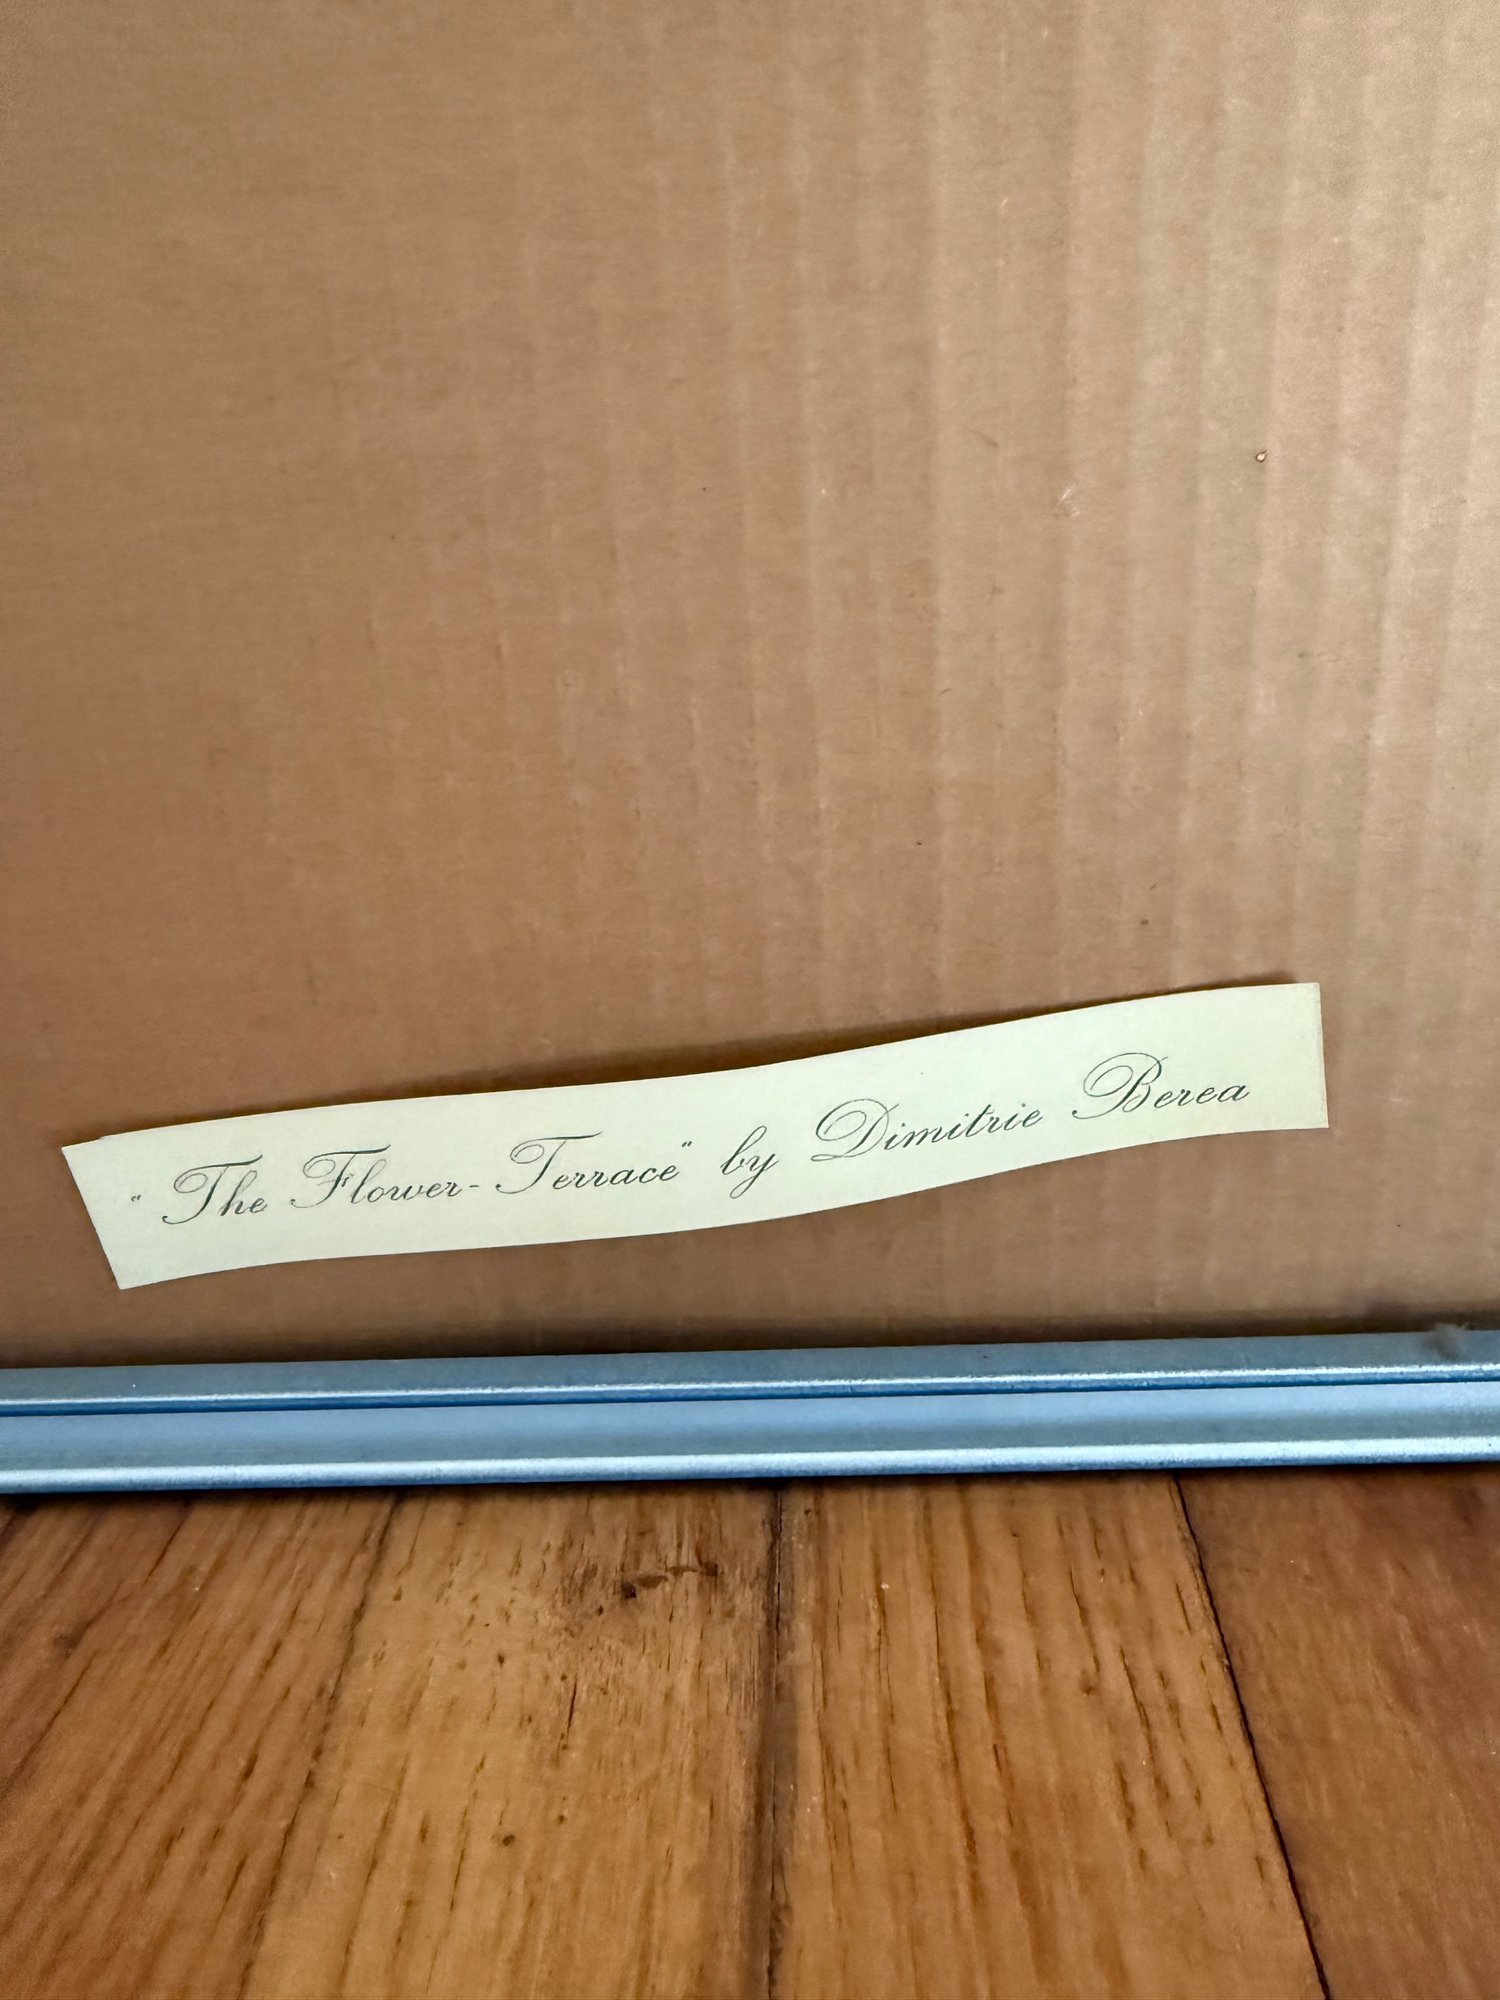 " The Flower-Terrace" by Dimitrie Berea